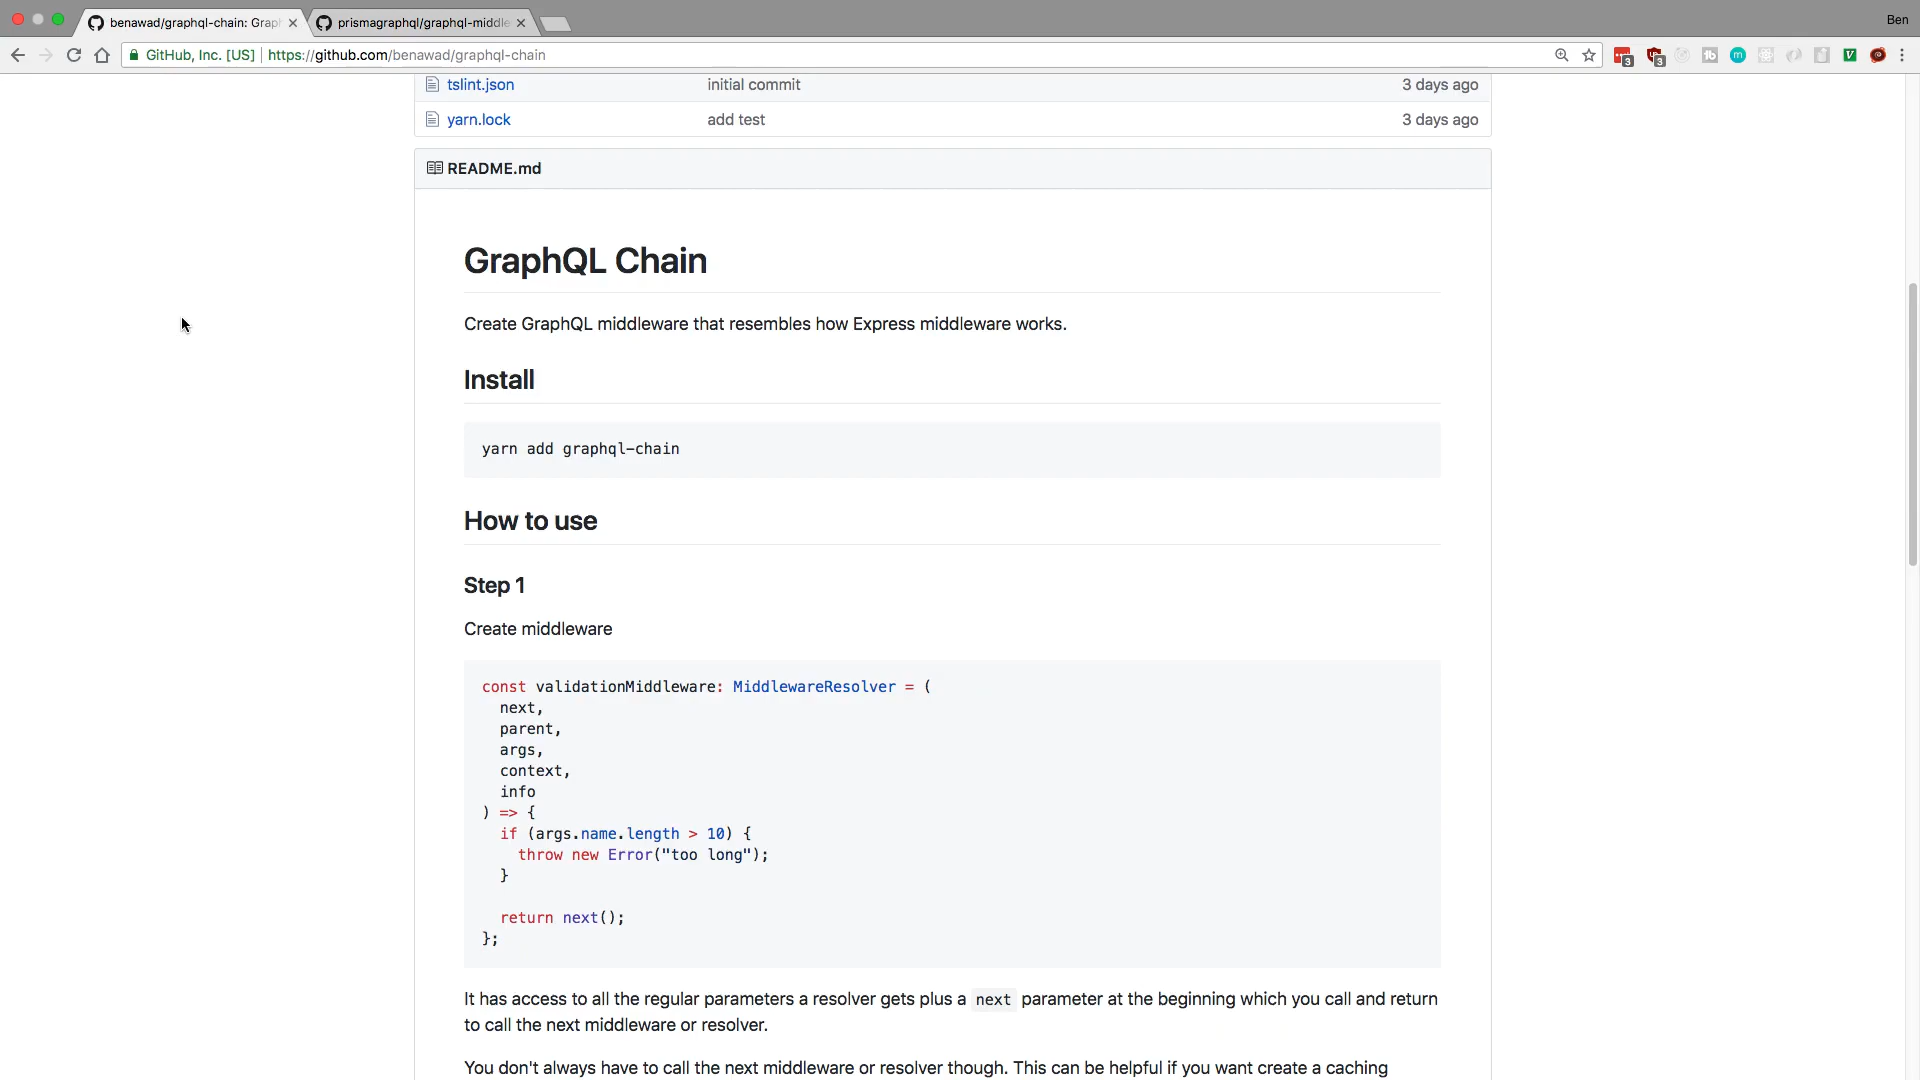 benawad/graphql-chain: Grap
prismagraphql/graphql-middle
Ben
GitHub, Inc. [US] | https://github.com/benawad/graphql-chain
3
3
tslint.json initial commit 3 days ago
yarn.lock add test 3 days ago
README.md
GraphQL Chain
Create GraphQL middleware that resembles how Express middleware works.
Install
yarn add graphql-chain
How to use
Step 1
Create middleware
const validationMiddleware: MiddlewareResolver = (
next,
parent,
args,
context,
info
) => {
if (args.name.length > 10) {
throw new Error("too long");
}
return next();
};
It has access to all the regular parameters a resolver gets plus a next parameter at the beginning which you call and return
to call the next middleware or resolver.
You don't always have to call the next middleware or resolver though. This can be helpful if you want create a caching